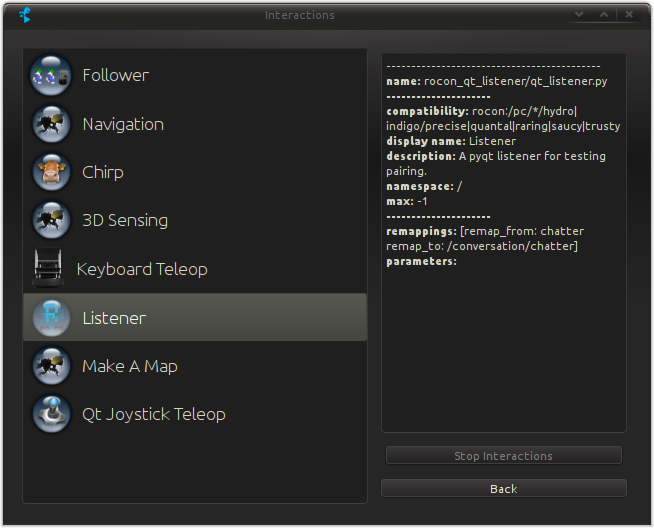 Interactions
Follower
Navigation
Chirp
3D Sensing
Keyboard Teleop
Listener
Make A Map
Qt Joystick Teleop
-------------------------------------------
name: rocon_qt_listener/qt_listener.py
---------------------
compatibility: rocon:/pc/*/hydro|
indigo/precise|quantal|raring|saucy|trusty
display name: Listener
description: A pyqt listener for testing
pairing.
namespace: /
max: -1
---------------------
remappings: [remap_from: chatter
remap_to: /conversation/chatter]
parameters:
Stop Interactions
Back